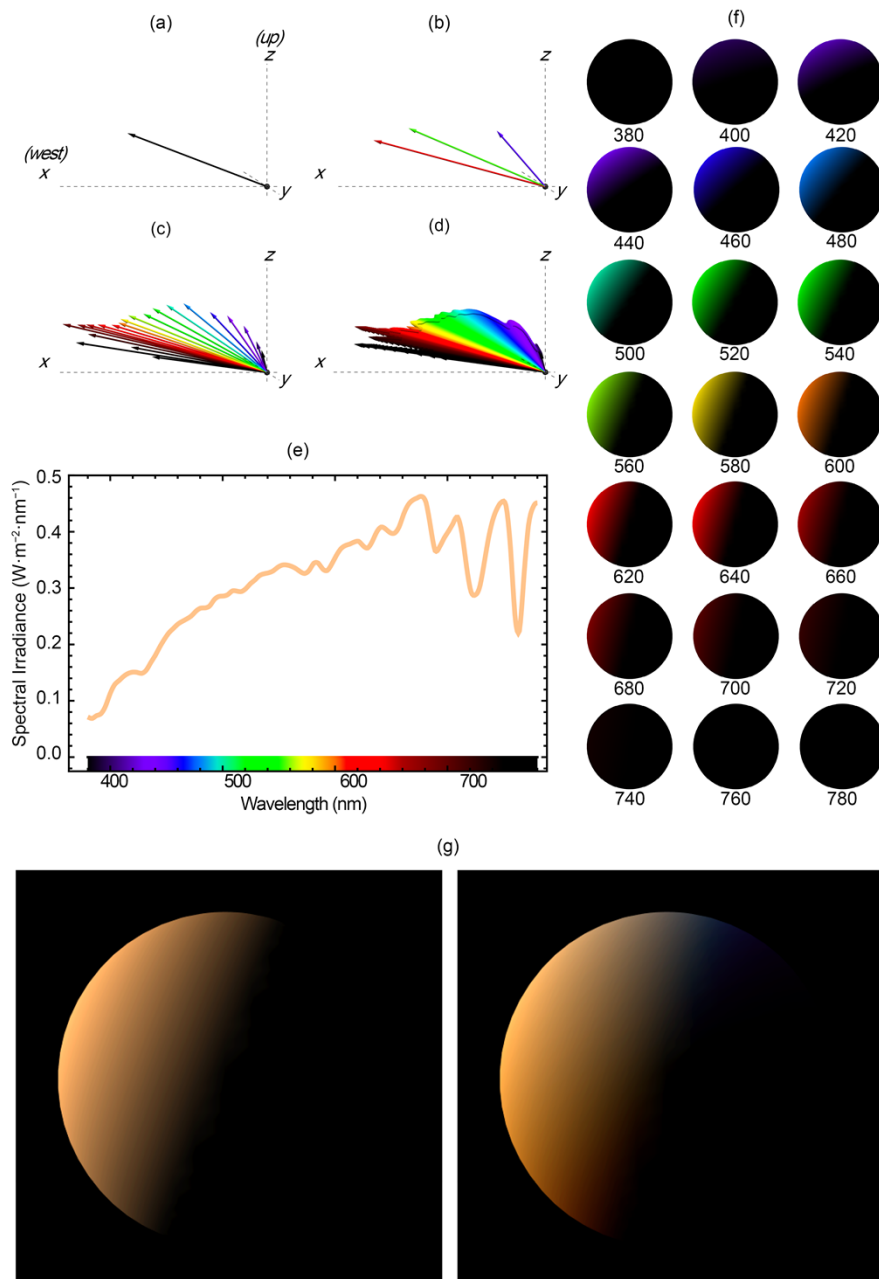 (a)
(b)
(f)
(up)
z
(west)
x
y
z
x
y
380
400
420
(c)
(d)
440
460
480
z
x
y
z
x
y
500
520
540
(e)
560
580
600
0.5
0.4
0.3
0.2
0.1
0.0
Spectral Irradiance (W·m⁻²·nm⁻¹)
400
500
600
700
Wavelength (nm)
620
640
660
680
700
720
740
760
780
(g)